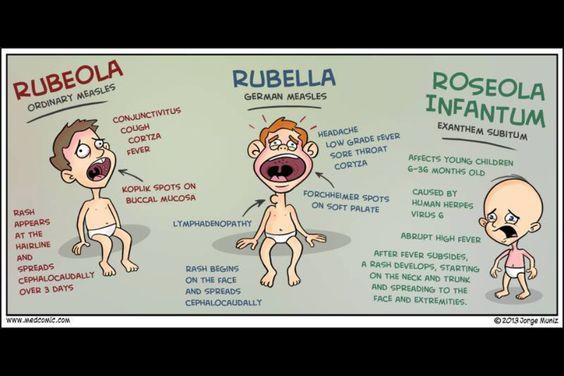 RUBEOLA
ORDINARY MEASLES
CONJUNCTIVITUS
COUGH
CORYZA
FEVER
KOPLIK SPOTS ON
BUCCAL MUCOSA
RASH
APPEARS
AT THE
HAIRLINE
AND
SPREADS
CEPHALOCAUDALLY
OVER 3 DAYS
RUBELLA
GERMAN MEASLES
HEADACHE
LOW GRADE FEVER
SORE THROAT
CORYZA
FORCHHEIMER SPOTS
ON SOFT PALATE
LYMPHADENOPATHY
RASH BEGINS
ON THE FACE
AND SPREADS
CEPHALOCAUDALLY
ROSEOLA
INFANTUM
EXANTHEM SUBITUM
AFFECTS YOUNG CHILDREN
6-36 MONTHS OLD
CAUSED BY
HUMAN HERPES
VIRUS 6
ABRUPT HIGH FEVER
AFTER FEVER SUBSIDES,
A RASH DEVELOPS, STARTING
ON THE NECK AND TRUNK
AND SPREADING TO THE
FACE AND EXTREMITIES.
www.medcomic.com
© 2013 Jorge Muniz